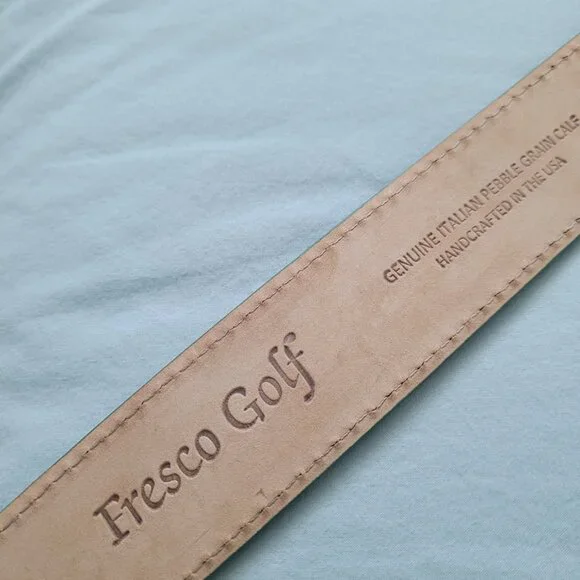 Fresco Golf
GENUINE ITALIAN PEBBLE GRAIN CALF
HANDCRAFTED IN THE USA